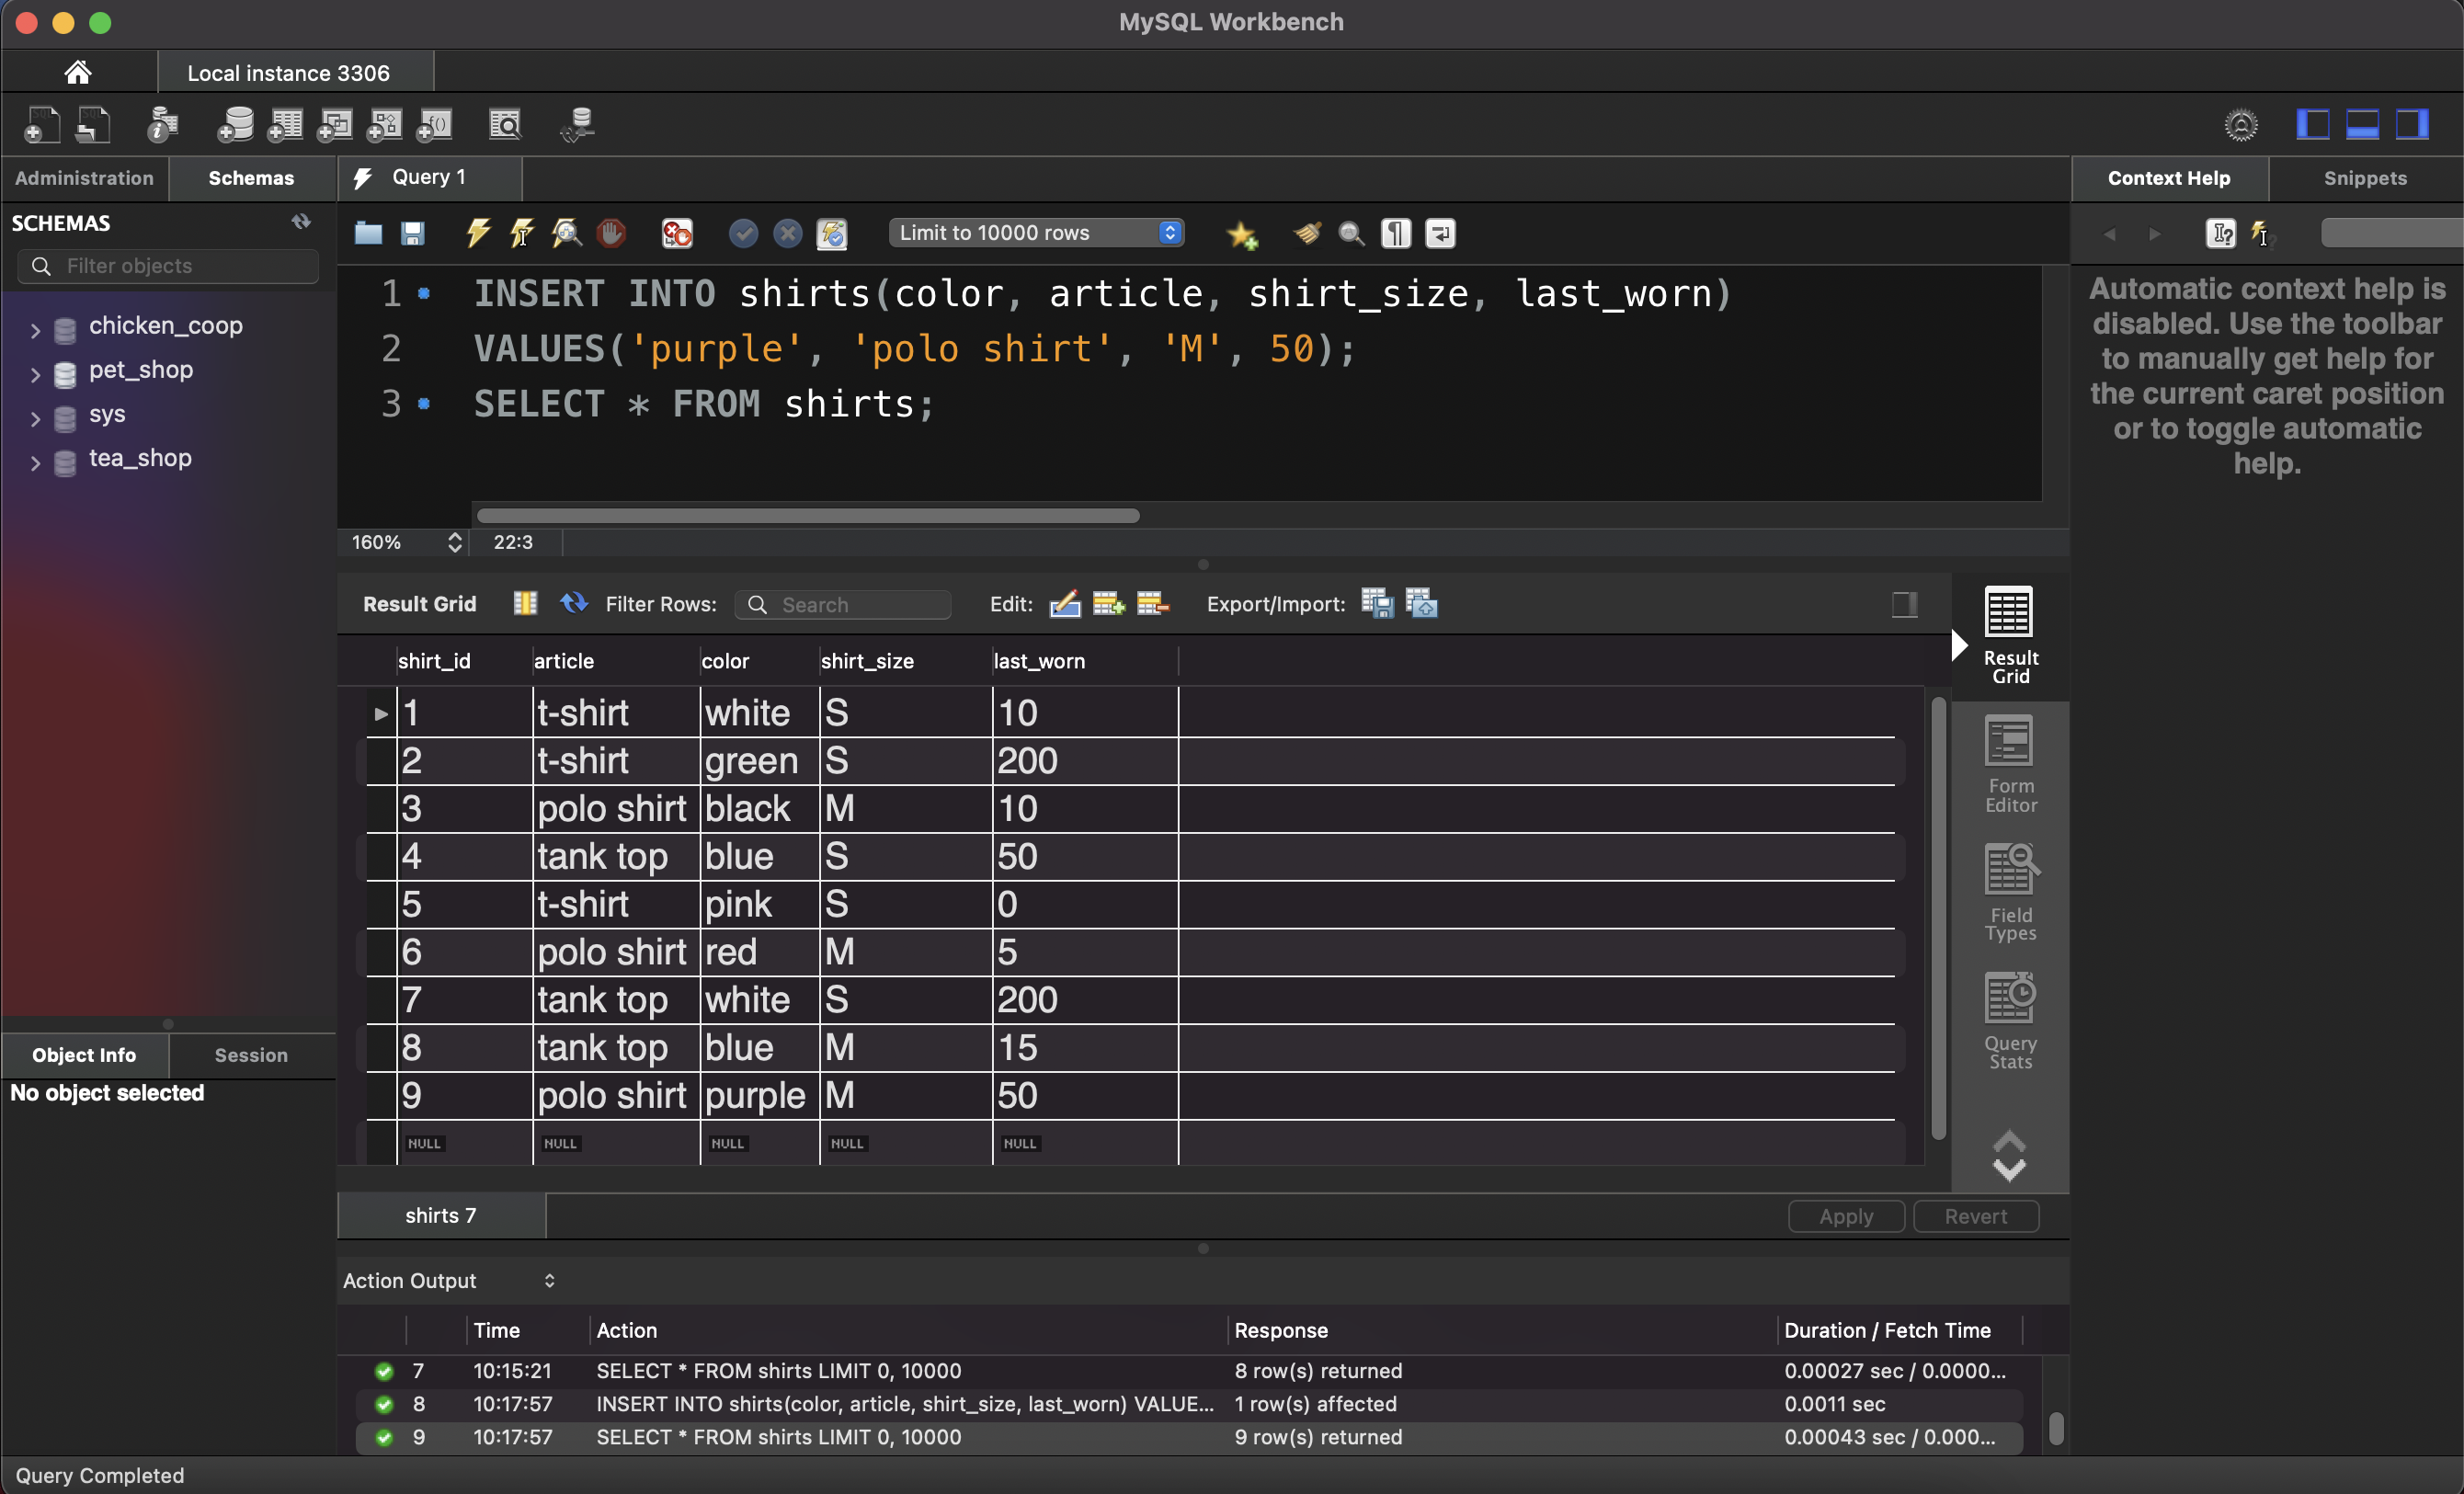 MySQL Workbench
Local instance 3306
Administration Schemas Query 1 Context Help Snippets
SCHEMAS
Filter objects
Limit to 10000 rows
chicken_coop
pet_shop
sys
tea_shop
1 INSERT INTO shirts(color, article, shirt_size, last_worn)
2 VALUES('purple', 'polo shirt', 'M', 50);
3 SELECT * FROM shirts;
160% 22:3
Automatic context help is
disabled. Use the toolbar
to manually get help for
the current caret position
or to toggle automatic
help.
Result Grid Filter Rows: Search Edit: Export/Import:
shirt_id article color shirt_size last_worn
1 t-shirt white S 10
2 t-shirt green S 200
3 polo shirt black M 10
4 tank top blue S 50
5 t-shirt pink S 0
6 polo shirt red M 5
7 tank top white S 200
8 tank top blue M 15
9 polo shirt purple M 50
NULL NULL NULL NULL NULL
Result
Grid
Form
Editor
Field
Types
Query
Stats
Object Info Session
No object selected
shirts 7 Apply Revert
Action Output
Time Action Response Duration / Fetch Time
7 10:15:21 SELECT * FROM shirts LIMIT 0, 10000 8 row(s) returned 0.00027 sec / 0.0000...
8 10:17:57 INSERT INTO shirts(color, article, shirt_size, last_worn) VALUE... 1 row(s) affected 0.0011 sec
9 10:17:57 SELECT * FROM shirts LIMIT 0, 10000 9 row(s) returned 0.00043 sec / 0.000...
Query Completed